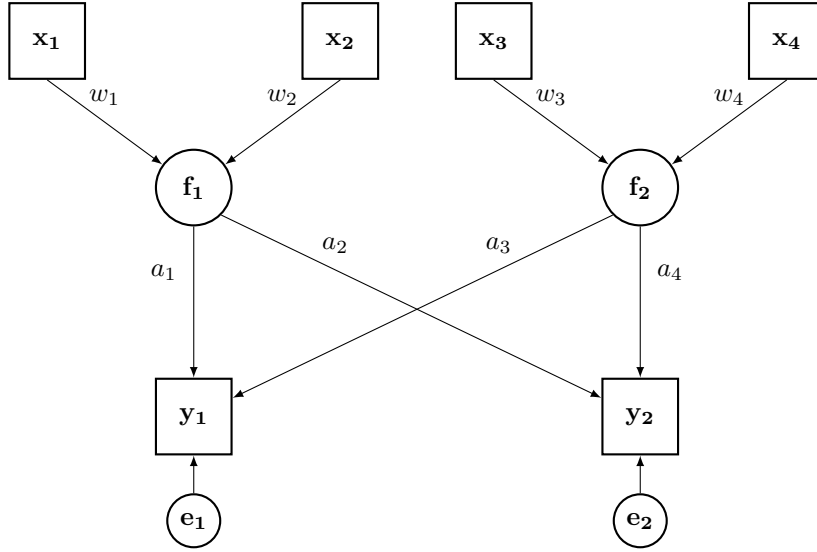 x₁ x₂ x₃ x₄
w₁ w₂ w₃ w₄
f₁ f₂
a₁ a₂ a₃ a₄
y₁ y₂
e₁ e₂